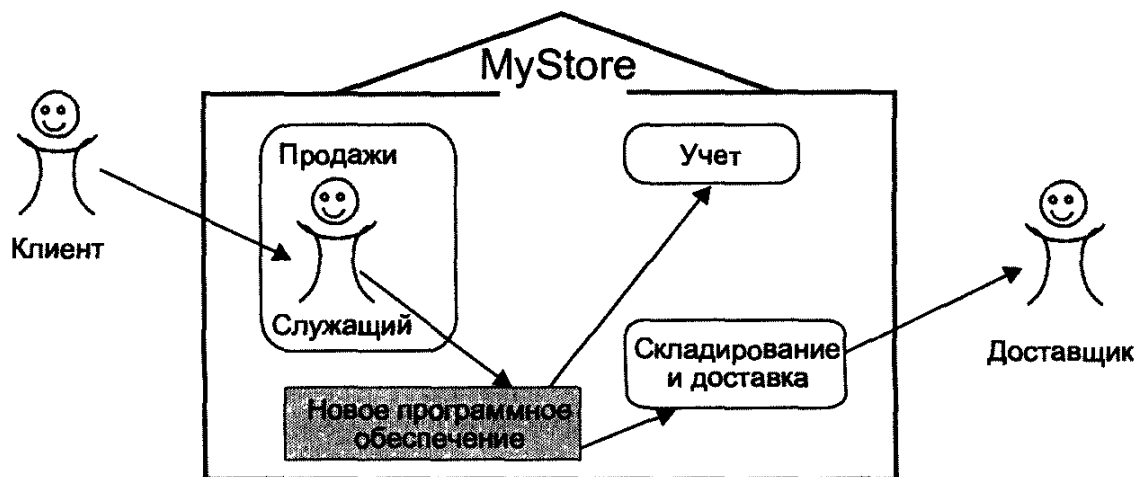 MyStore
Продажи
Учет
Клиент
Служащий
Складирование
и доставка
Доставщик
Новое программное
обеспечение